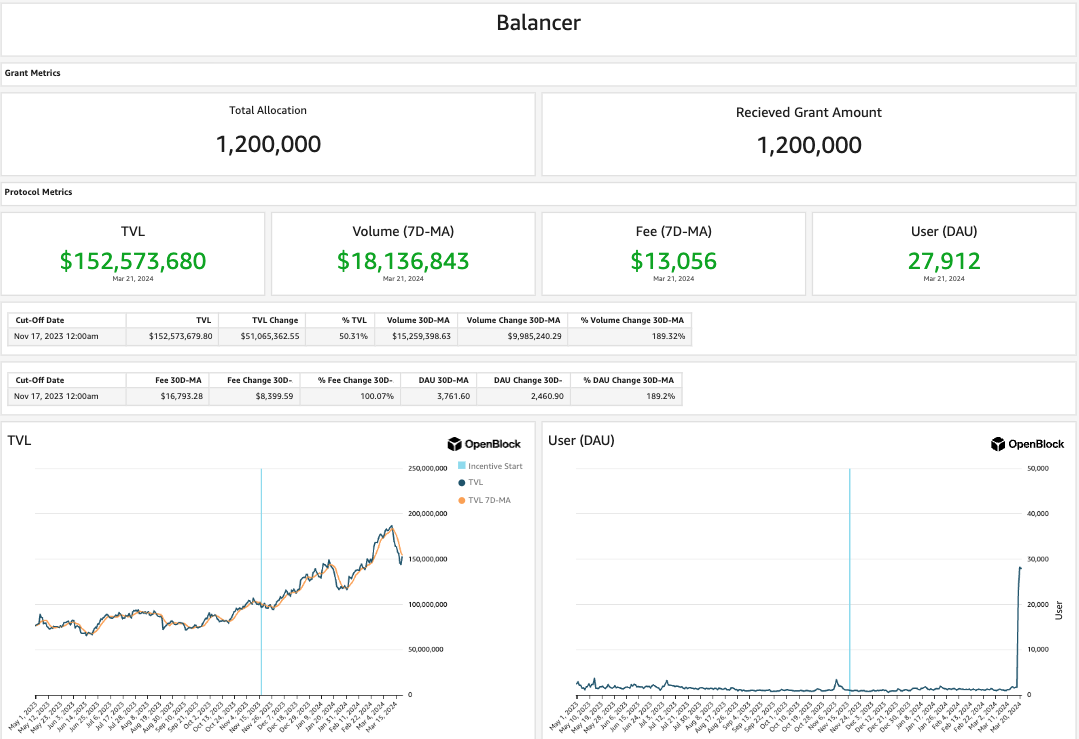 Balancer
Grant Metrics
Total Allocation
1,200,000
Recieved Grant Amount
1,200,000
Protocol Metrics
TVL
$152,573,680
Mar 21, 2024
Volume (7D-MA)
$18,136,843
Mar 21, 2024
Fee (7D-MA)
$13,056
Mar 21, 2024
User (DAU)
27,912
Mar 21, 2024
Cut-Off Date TVL TVL Change % TVL Volume 30D-MA Volume Change 30D-MA % Volume Change 30D-MA
Nov 17, 2023 12:00am $152,573,679.80 $51,065,362.55 50.31% $15,259,398.63 $9,985,240.29 189.32%
Cut-Off Date Fee 30D-MA Fee Change 30D- % Fee Change 30D- DAU 30D-MA DAU Change 30D- % DAU Change 30D-MA
Nov 17, 2023 12:00am $16,793.28 $8,399.59 100.07% 3,761.60 2,460.90 189.2%
TVL
OpenBlock
Incentive Start
TVL
TVL 7D-MA
250,000,000
200,000,000
150,000,000
100,000,000
50,000,000
0
May 1, 2023
May 12, 2023
May 23, 2023
Jun 3, 2023
Jun 14, 2023
Jun 25, 2023
Jul 6, 2023
Jul 17, 2023
Jul 28, 2023
Aug 8, 2023
Aug 19, 2023
Aug 30, 2023
Sep 10, 2023
Sep 21, 2023
Oct 2, 2023
Oct 13, 2023
Oct 24, 2023
Nov 4, 2023
Nov 15, 2023
Nov 26, 2023
Dec 7, 2023
Dec 18, 2023
Dec 29, 2023
Jan 9, 2024
Jan 20, 2024
Jan 31, 2024
Feb 11, 2024
Feb 22, 2024
Mar 4, 2024
Mar 15, 2024
User (DAU)
OpenBlock
50,000
40,000
30,000
20,000
10,000
0
User
May 1, 2023
May 10, 2023
May 19, 2023
May 28, 2023
Jun 6, 2023
Jun 15, 2023
Jun 24, 2023
Jul 3, 2023
Jul 12, 2023
Jul 21, 2023
Jul 30, 2023
Aug 8, 2023
Aug 17, 2023
Aug 26, 2023
Sep 4, 2023
Sep 13, 2023
Sep 22, 2023
Oct 1, 2023
Oct 10, 2023
Oct 19, 2023
Oct 28, 2023
Nov 6, 2023
Nov 15, 2023
Nov 24, 2023
Dec 3, 2023
Dec 12, 2023
Dec 21, 2023
Dec 30, 2023
Jan 8, 2024
Jan 17, 2024
Jan 26, 2024
Feb 4, 2024
Feb 13, 2024
Feb 22, 2024
Mar 2, 2024
Mar 11, 2024
Mar 20, 2024